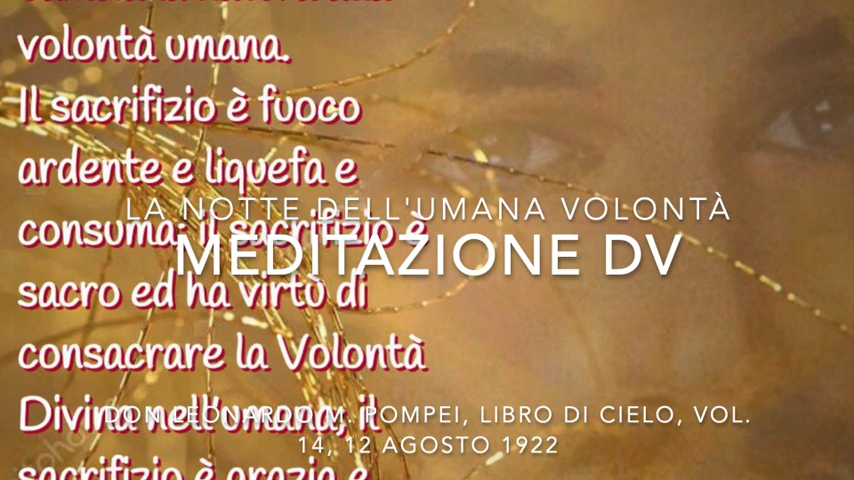 volontà umana.
Il sacrifizio è fuoco
ardente e liquefa e
LA NOTTE DELL'UMANA VOLONTÀ
consuma: il sacrifizio è
MEDITAZIONE DV
sacro ed ha virtù di
consacrare la Volontà
Divina nell'umana, il
DON LEONARDO M. POMPEI, LIBRO DI CIELO, VOL.
14, 12 AGOSTO 1922
sacrifizio è grazia e